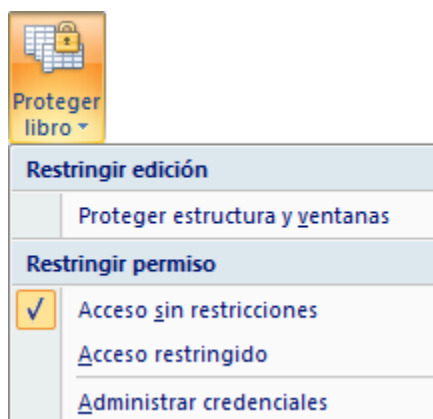 Proteger
libro
Restringir edición
Proteger estructura y ventanas
Restringir permiso
Acceso sin restricciones
Acceso restringido
Administrar credenciales